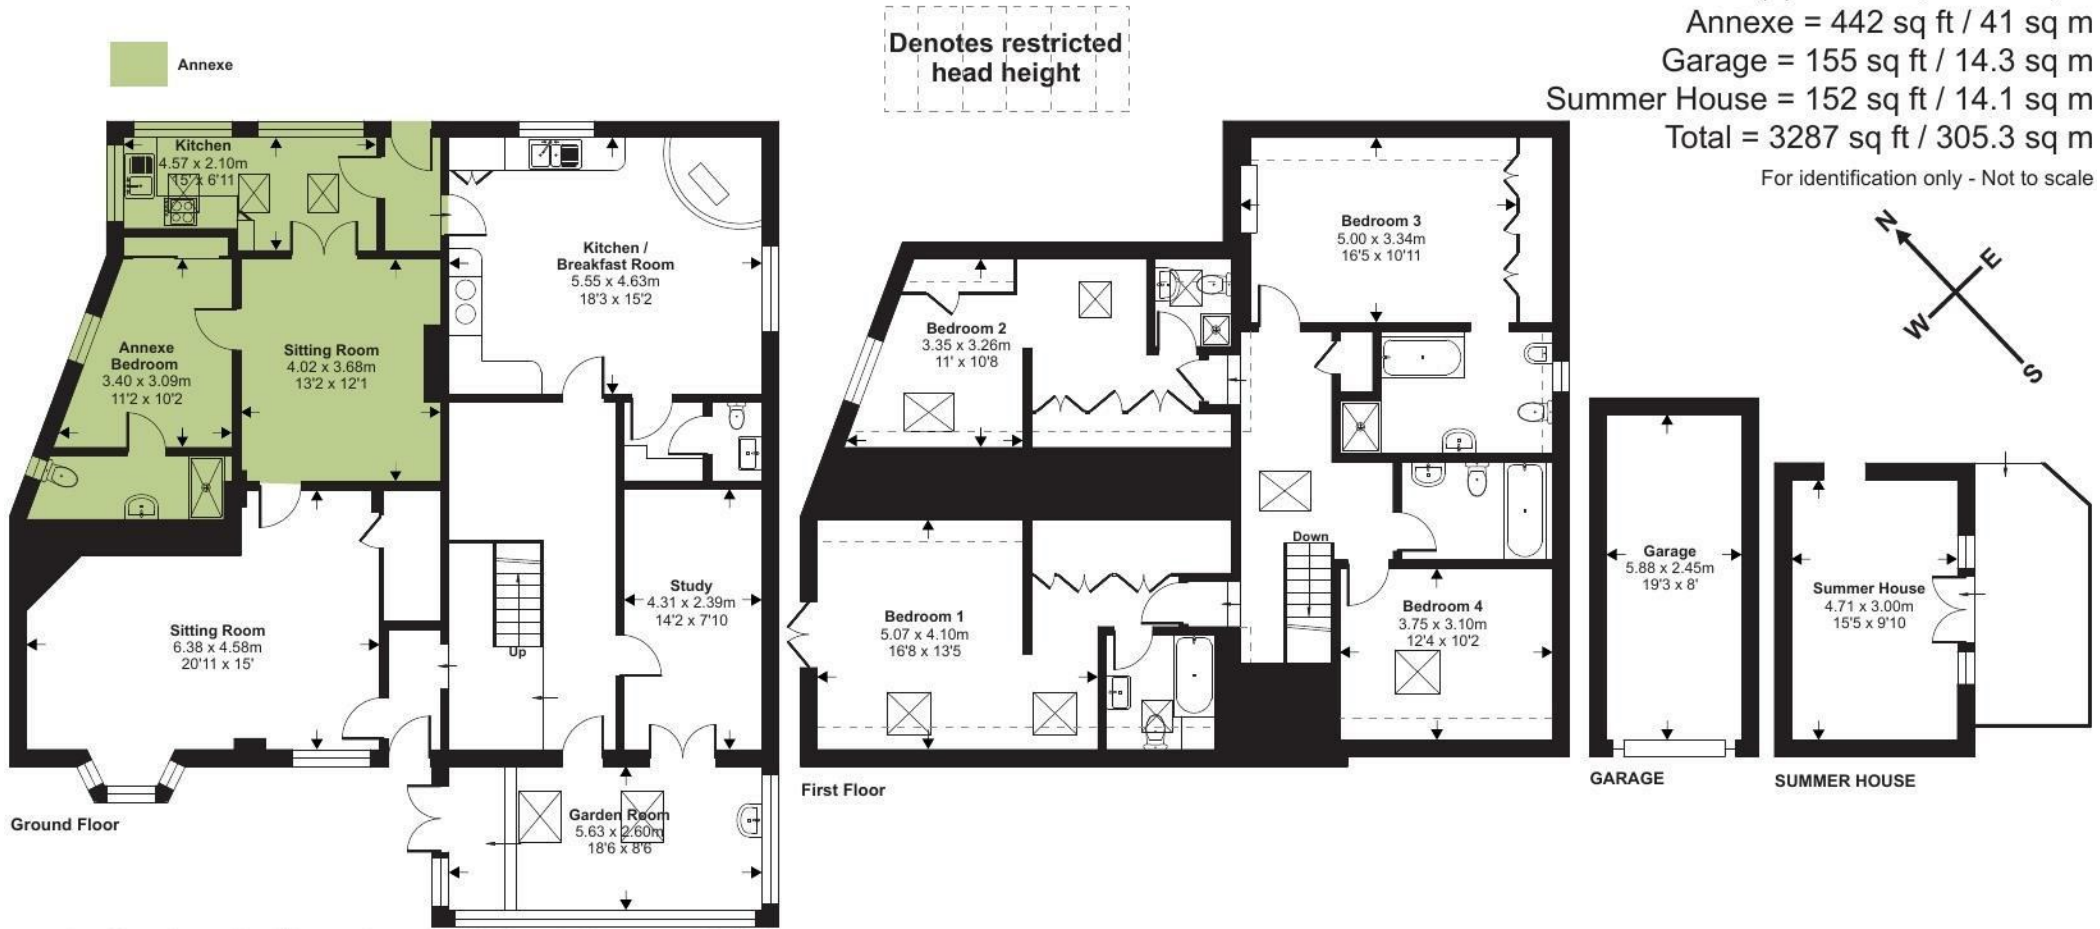 Annexe
Denotes restricted
head height
Annexe = 442 sq ft / 41 sq m
Garage = 155 sq ft / 14.3 sq m
Summer House = 152 sq ft / 14.1 sq m
Total = 3287 sq ft / 305.3 sq m
For identification only - Not to scale
N
E
W
S
Kitchen
4.57 x 2.10m
15' x 6'11
Kitchen /
Breakfast Room
5.55 x 4.63m
18'3 x 15'2
Annexe
Bedroom
3.40 x 3.09m
11'2 x 10'2
Sitting Room
4.02 x 3.68m
13'2 x 12'1
Sitting Room
6.38 x 4.58m
20'11 x 15'
Up
Study
4.31 x 2.39m
14'2 x 7'10
Garden Room
5.63 x 2.60m
18'6 x 8'6
Ground Floor
Bedroom 3
5.00 x 3.34m
16'5 x 10'11
Bedroom 2
3.35 x 3.26m
11' x 10'8
Down
Bedroom 1
5.07 x 4.10m
16'8 x 13'5
Bedroom 4
3.75 x 3.10m
12'4 x 10'2
First Floor
Garage
5.88 x 2.45m
19'3 x 8'
GARAGE
Summer House
4.71 x 3.00m
15'5 x 9'10
SUMMER HOUSE